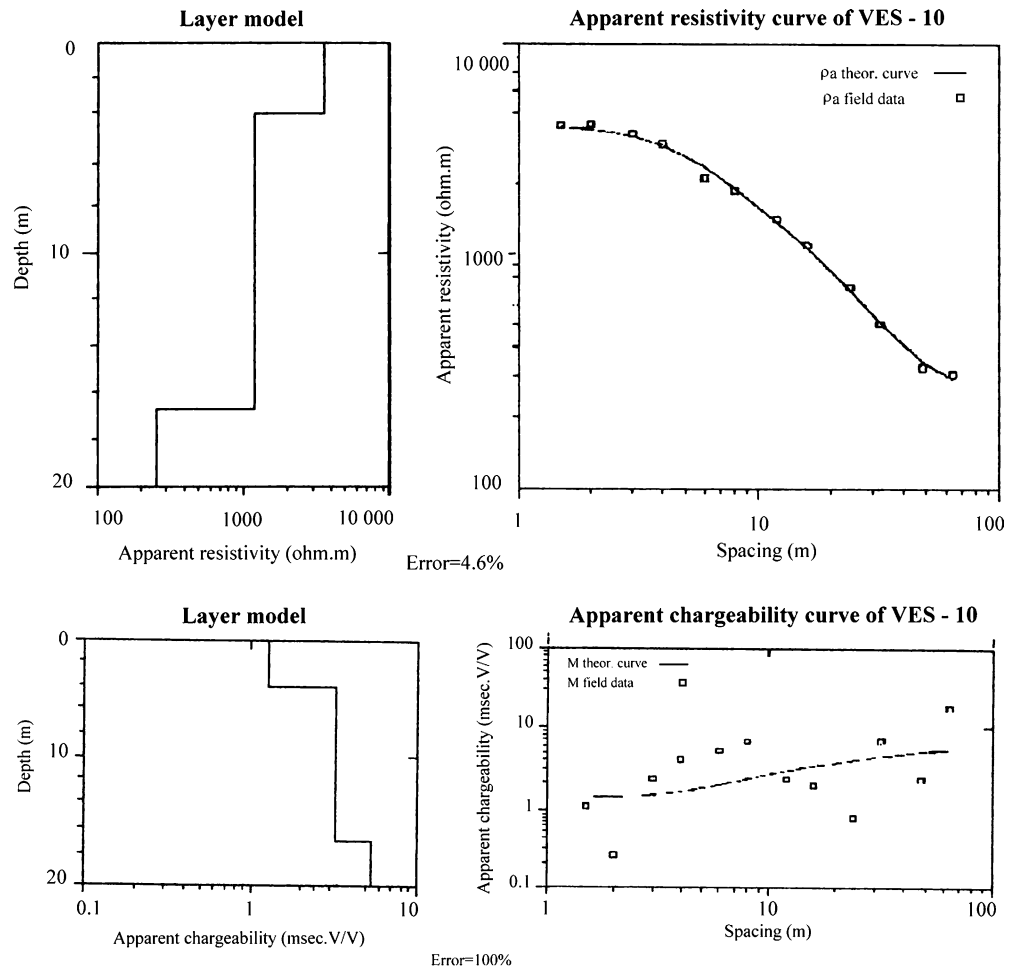 Layer model
0
10
20
Depth (m)
100
1000
10 000
Apparent resistivity (ohm.m)
Apparent resistivity curve of VES - 10
10 000
1000
100
Apparent resistivity (ohm.m)
ρa theor. curve
ρa field data
1
10
100
Spacing (m)
Error=4.6%
Layer model
0
10
20
Depth (m)
0.1
1
10
Apparent chargeability (msec.V/V)
Apparent chargeability curve of VES - 10
100
10
1
0.1
Apparent chargeability (msec.V/V)
M theor. curve
M field data
1
10
100
Spacing (m)
Error=100%